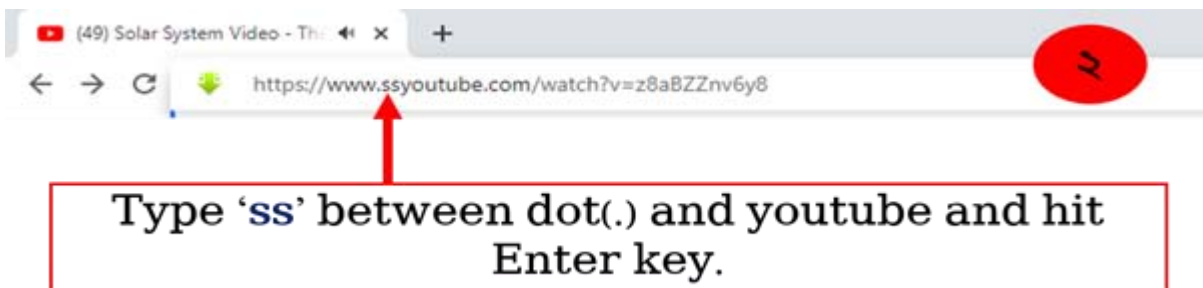 (49) Solar System Video - Th
२
https://www.ssyoutube.com/watch?v=z8aBZZnv6y8
Type ‘ss’ between dot(.) and youtube and hit
Enter key.